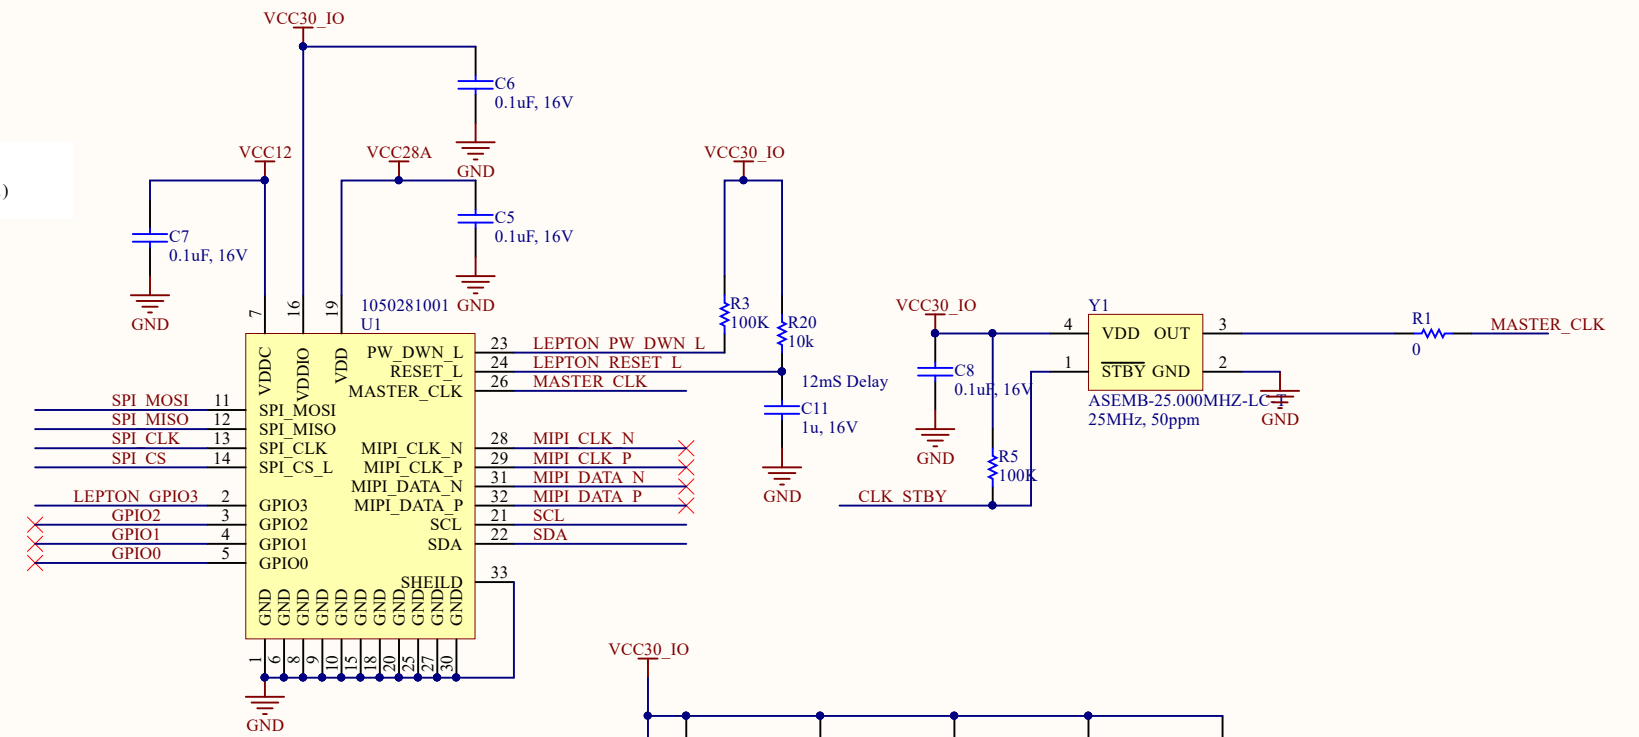 VCC30_IO
C6
0.1uF, 16V
GND
VCC12
VCC28A
VCC30_IO
)
C7
0.1uF, 16V
GND
C5
0.1uF, 16V
GND
7
16
19
1050281001
U1
VDDC
VDDIO
VDD
R3
100K
R20
10k
PW_DWN_L
23
LEPTON_PW_DWN_L
RESET_L
24
LEPTON_RESET_L
MASTER_CLK
26
MASTER_CLK
12mS Delay
C11
1u, 16V
GND
SPI_MOSI
11
SPI_MOSI
SPI_MISO
12
SPI_MISO
SPI_CLK
13
SPI_CLK
SPI_CS
14
SPI_CS_L
MIPI_CLK_N
28
MIPI_CLK_N
MIPI_CLK_P
29
MIPI_CLK_P
MIPI_DATA_N
31
MIPI_DATA_N
MIPI_DATA_P
32
MIPI_DATA_P
LEPTON_GPIO3
2
GPIO3
GPIO2
3
GPIO2
GPIO1
4
GPIO1
GPIO0
5
GPIO0
SCL
21
SCL
SDA
22
SDA
SHEILD
33
GND
GND
GND
GND
GND
GND
GND
GND
GND
GND
GND
1
6
8
9
10
15
18
20
25
27
30
GND
VCC30_IO
C8
0.1uF, 16V
GND
R5
100K
CLK_STBY
Y1
4
VDD
OUT
3
1
STBY
GND
2
ASEMB-25.000MHZ-LC-T
25MHz, 50ppm
GND
R1
0
MASTER_CLK
VCC30_IO